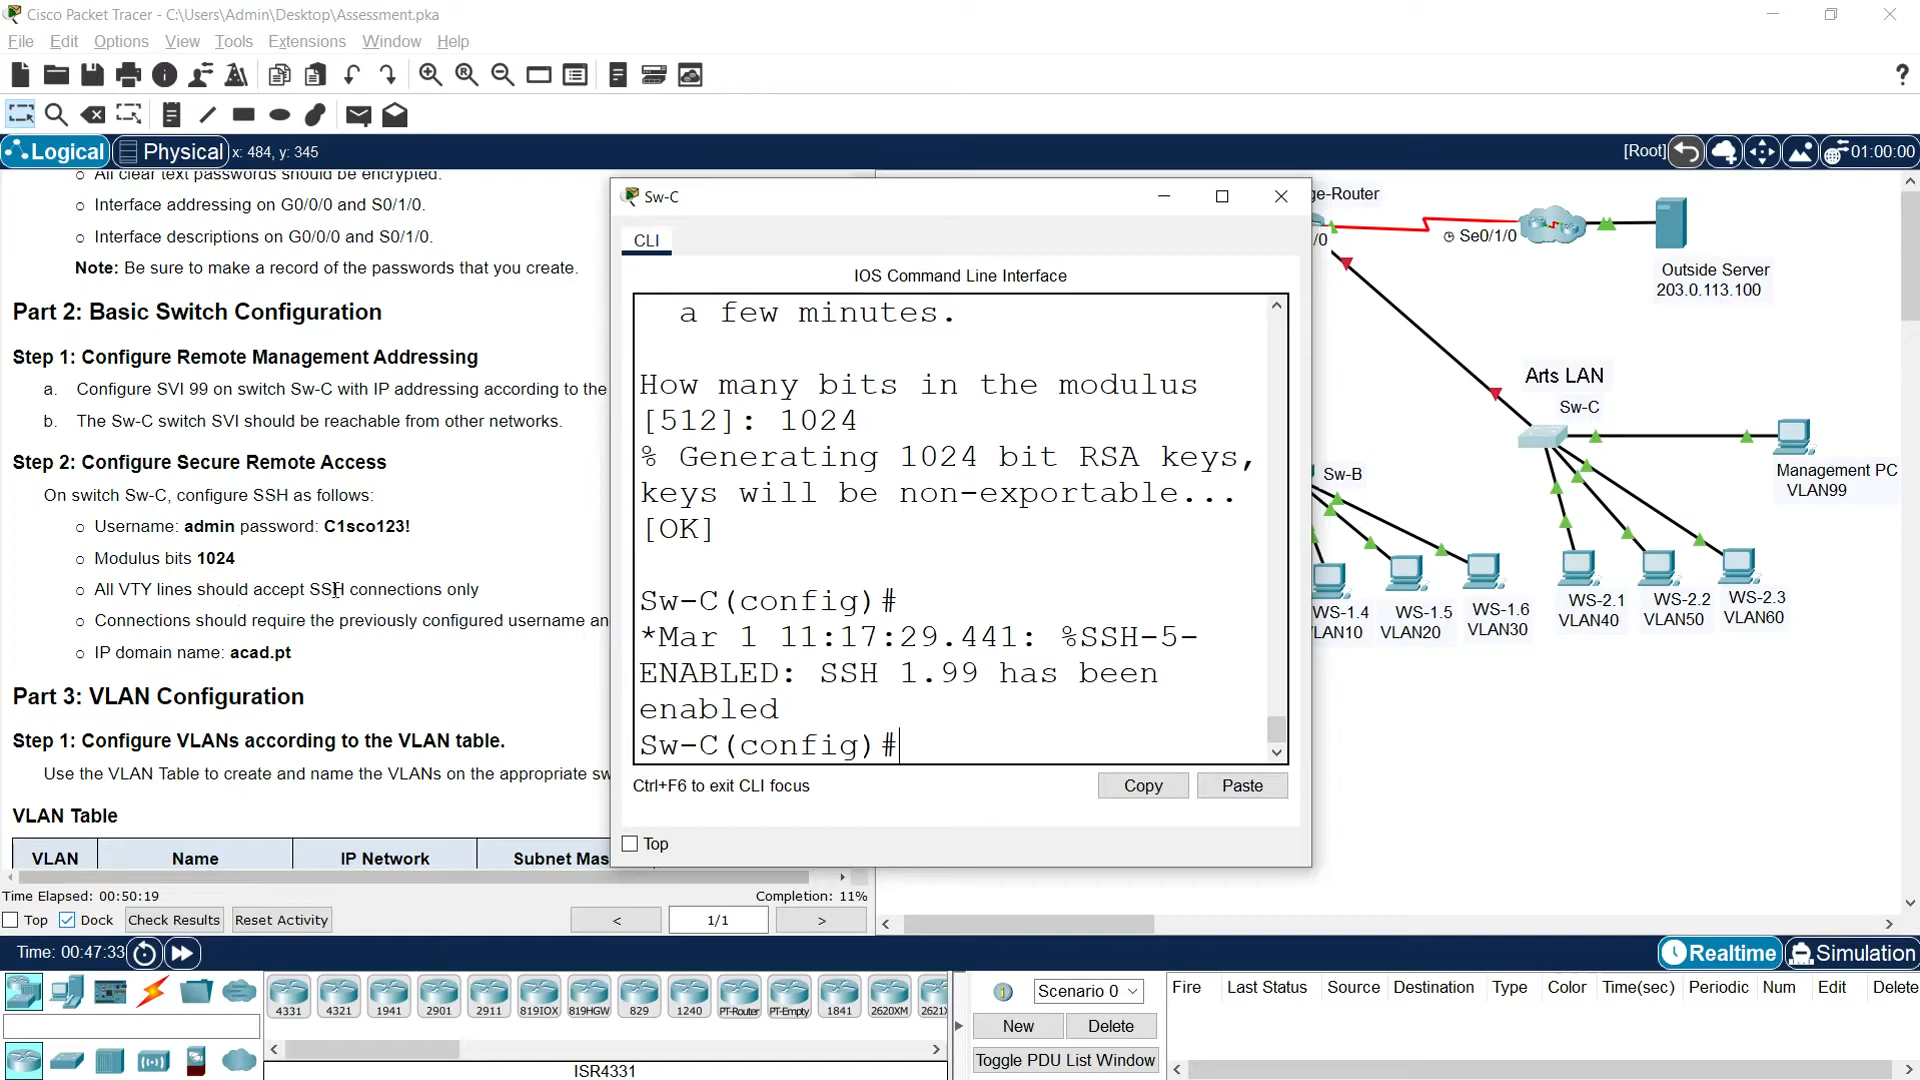 Cisco Packet Tracer - C:\Users\Admin\Desktop\Assessment.pka
File Edit Options View Tools Extensions Window Help
?
Logical Physical x: 484, y: 345
[Root] 01:00:00
All clear text passwords should be encrypted.
o Interface addressing on G0/0/0 and S0/1/0.
o Interface descriptions on G0/0/0 and S0/1/0.
Note: Be sure to make a record of the passwords that you create.
Part 2: Basic Switch Configuration
Step 1: Configure Remote Management Addressing
a. Configure SVI 99 on switch Sw-C with IP addressing according to the
b. The Sw-C switch SVI should be reachable from other networks.
Step 2: Configure Secure Remote Access
On switch Sw-C, configure SSH as follows:
o Username: admin password: C1sco123!
o Modulus bits 1024
o All VTY lines should accept SSH connections only
o Connections should require the previously configured username an
o IP domain name: acad.pt
Part 3: VLAN Configuration
Step 1: Configure VLANs according to the VLAN table.
Use the VLAN Table to create and name the VLANs on the appropriate sw
VLAN Table
VLAN Name IP Network Subnet Mas
Time Elapsed: 00:50:19 Completion: 11%
Top Dock Check Results Reset Activity < 1/1 >
Sw-C
CLI
IOS Command Line Interface
a few minutes.
How many bits in the modulus
[512]: 1024
% Generating 1024 bit RSA keys,
keys will be non-exportable...
[OK]
Sw-C(config)#
*Mar 1 11:17:29.441: %SSH-5-
ENABLED: SSH 1.99 has been
enabled
Sw-C(config)#
Ctrl+F6 to exit CLI focus Copy Paste
Top
ge-Router
/0
Se0/1/0
Outside Server
203.0.113.100
Arts LAN
Sw-C
Management PC
VLAN99
Sw-B
WS-1.4
LAN10
WS-1.5
VLAN20
WS-1.6
VLAN30
WS-2.1
VLAN40
WS-2.2
VLAN50
WS-2.3
VLAN60
Time: 00:47:33
Realtime Simulation
4331 4321 1941 2901 2911 819IOX 819HGW 829 1240 PT-Router PT-Empty 1841 2620XM 2621X
ISR4331
Scenario 0
New Delete
Toggle PDU List Window
Fire Last Status Source Destination Type Color Time(sec) Periodic Num Edit Delete